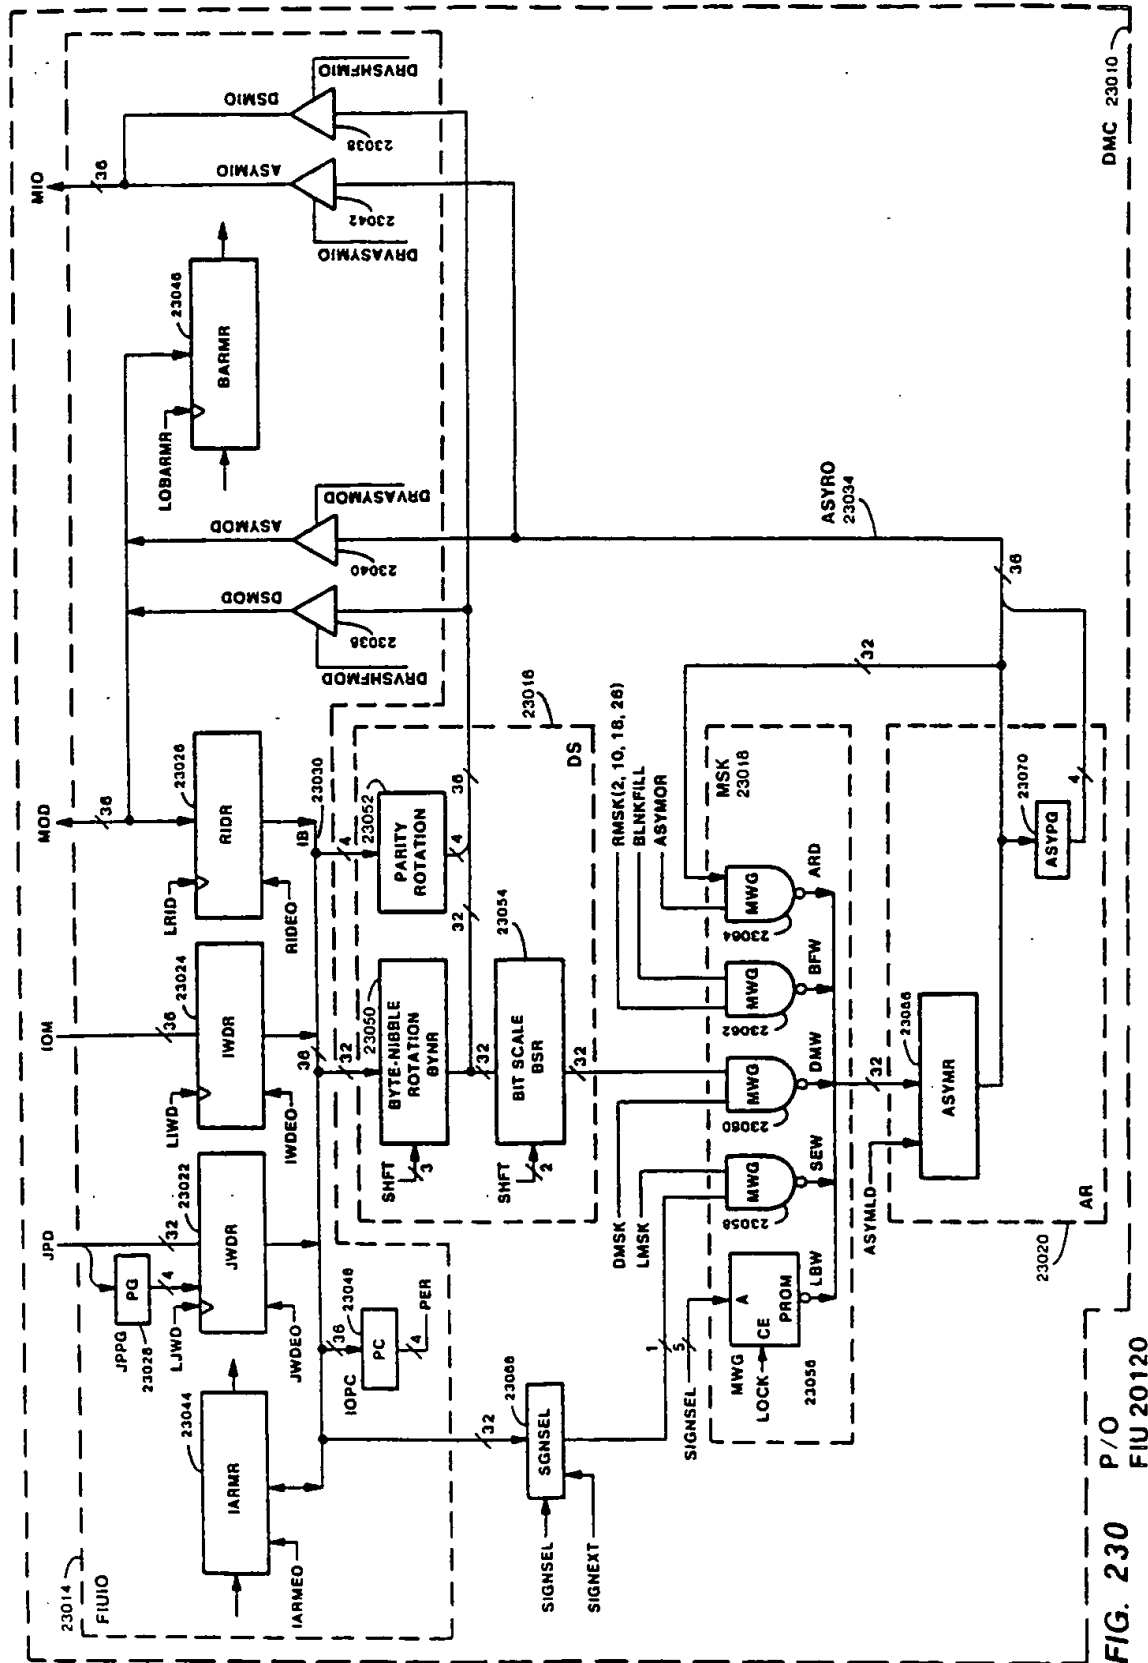 MOD
MIO
IOM
JPD
36
36
36
32
DSMIO
DRVSHFMIO
23038
ASYMIO
DRVASYMIO
23042
23046
BARMR
LOBARMR
ASYMOD
DRVASYMOD
23040
DSMOD
DRVSHFMOD
23036
LRID
23026
RIDR
RIDEO
LIWD
23024
IWDR
IWDEO
PG
JPPG
23028
4
LJWD
23022
JWDR
JWDEO
23044
IARMR
IARMEO
23014
FIUIO
IB
23030
36
36
IOPC
23048
PC
4
PER
32
23050
BYTE-NIBBLE
ROTATION
BYNR
SHFT
3
4
23052
PARITY
ROTATION
4
36
32
32
23054
BIT SCALE
BSR
SHFT
2
32
23016
DS
32
23068
SGNSEL
SIGNSEL
SIGNEXT
DMSK
LMSK
RMSK(2, 10, 18, 26)
BLNKFILL
ASYMOR
MSK
23018
SIGNSEL
1
5
A
CE
PROM
MWG
LOCK
23056
LBW
MWG
23058
SEW
MWG
23060
DMW
MWG
23062
BFW
MWG
23064
ARD
32
ASYRO
23034
36
ASYMLD
32
23066
ASYMR
23070
ASYPG
4
AR
23020
DMC 23010
FIG. 230
P/O
FIU 20120